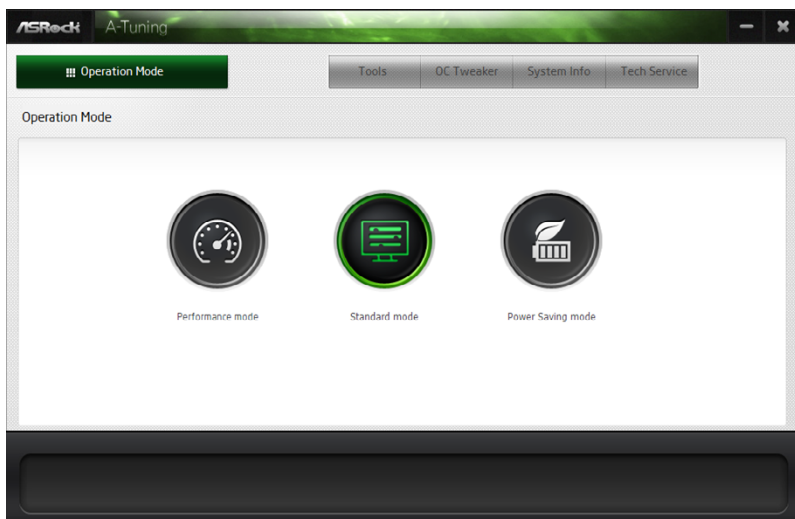 ASRock A-Tuning
Operation Mode Tools OC Tweaker System Info Tech Service
Operation Mode
Performance mode Standard mode Power Saving mode